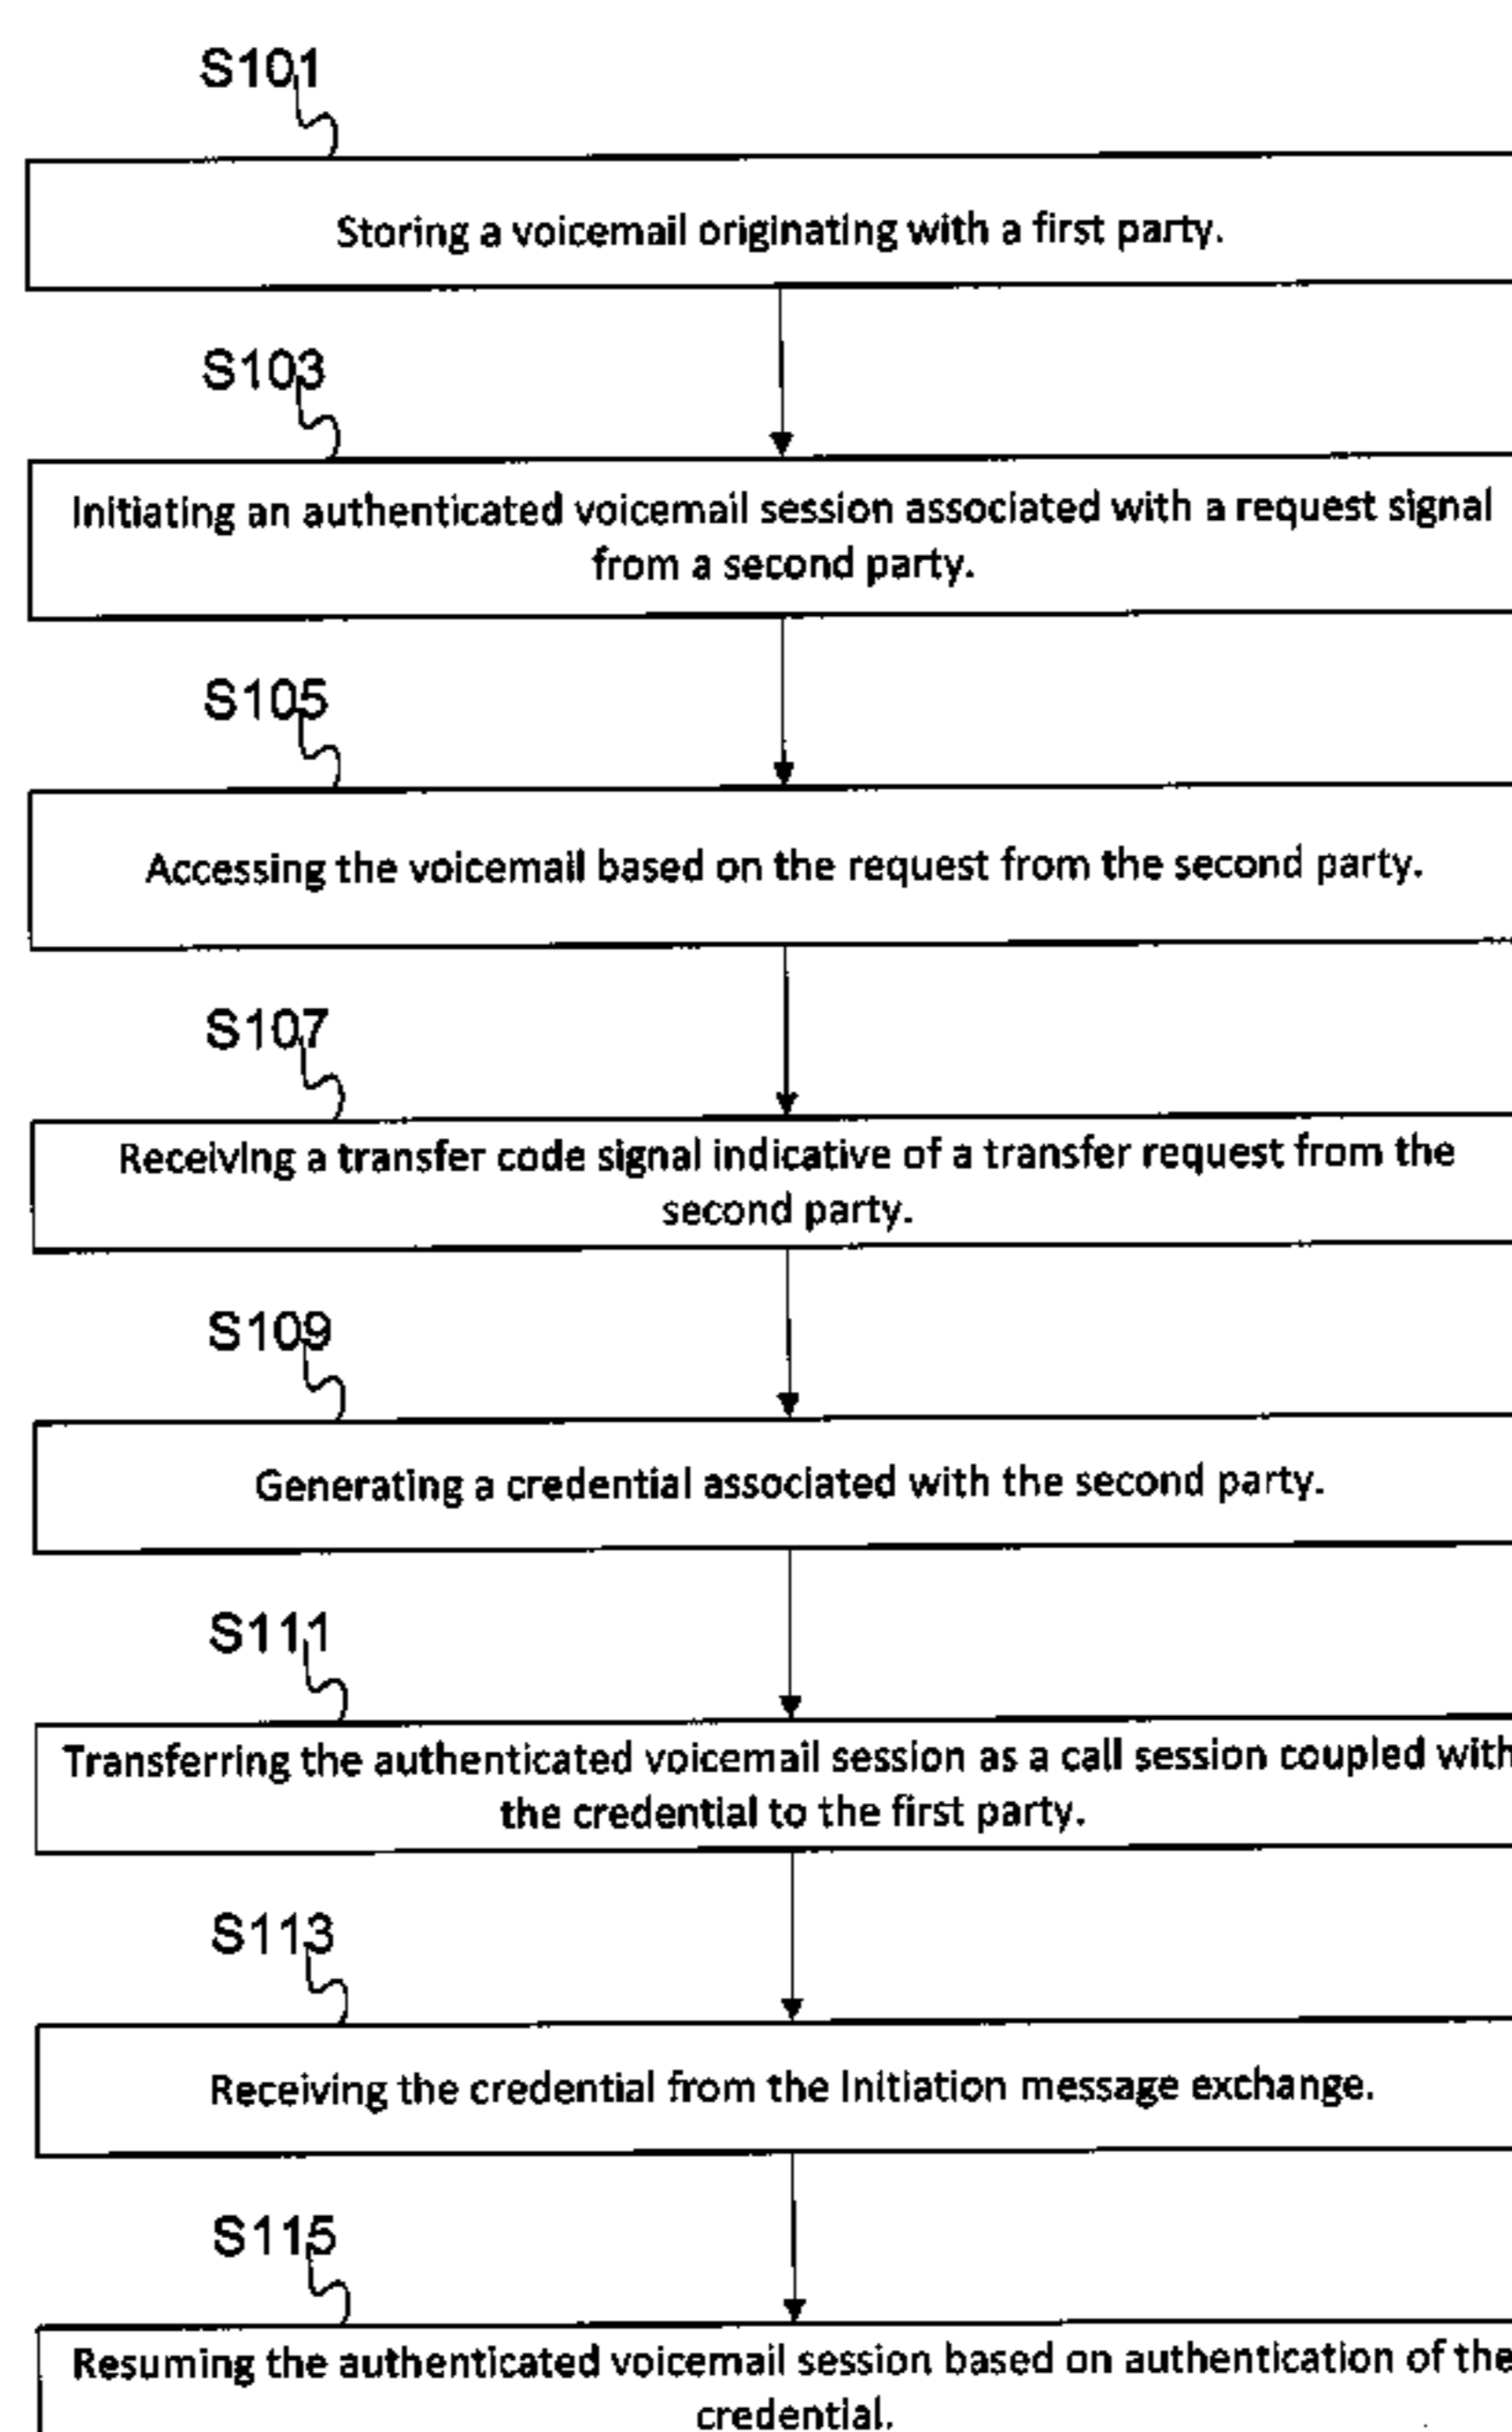 S101
Storing a voicemail originating with a first party.
S103
Initiating an authenticated voicemail session associated with a request signal
from a second party.
S105
Accessing the voicemail based on the request from the second party.
S107
Receiving a transfer code signal indicative of a transfer request from the
second party.
S109
Generating a credential associated with the second party.
S111
Transferring the authenticated voicemail session as a call session coupled with
the credential to the first party.
S113
Receiving the credential from the initiation message exchange.
S115
Resuming the authenticated voicemail session based on authentication of the
credential.